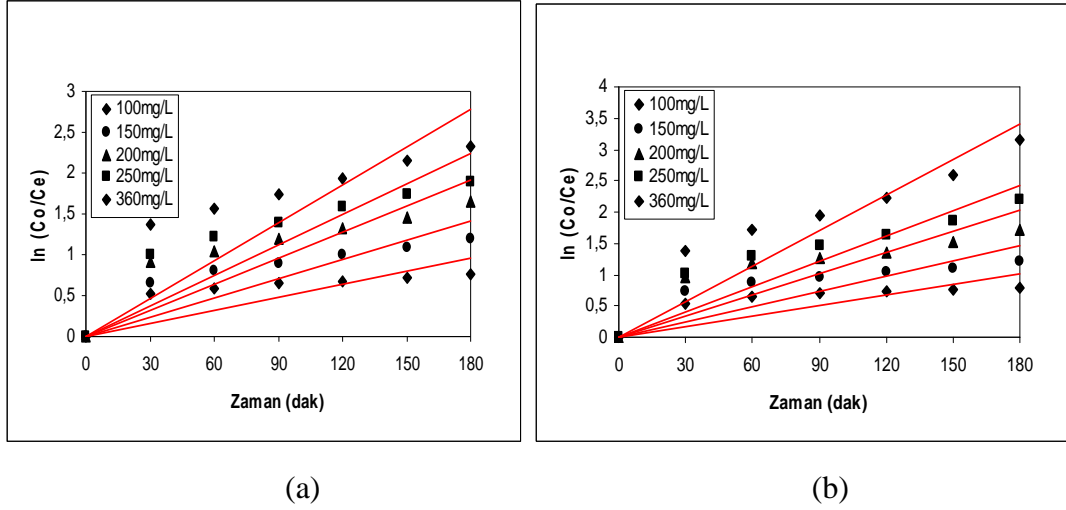 3
2,5
2
1,5
1
0,5
0
ln (Co/Ce)
100mg/L
150mg/L
200mg/L
250mg/L
360mg/L
0 30 60 90 120 150 180
Zaman (dak)
(a)
4
3,5
3
2,5
2
1,5
1
0,5
0
ln (Co/Ce)
100mg/L
150mg/L
200mg/L
250mg/L
360mg/L
0 30 60 90 120 150 180
Zaman (dak)
(b)